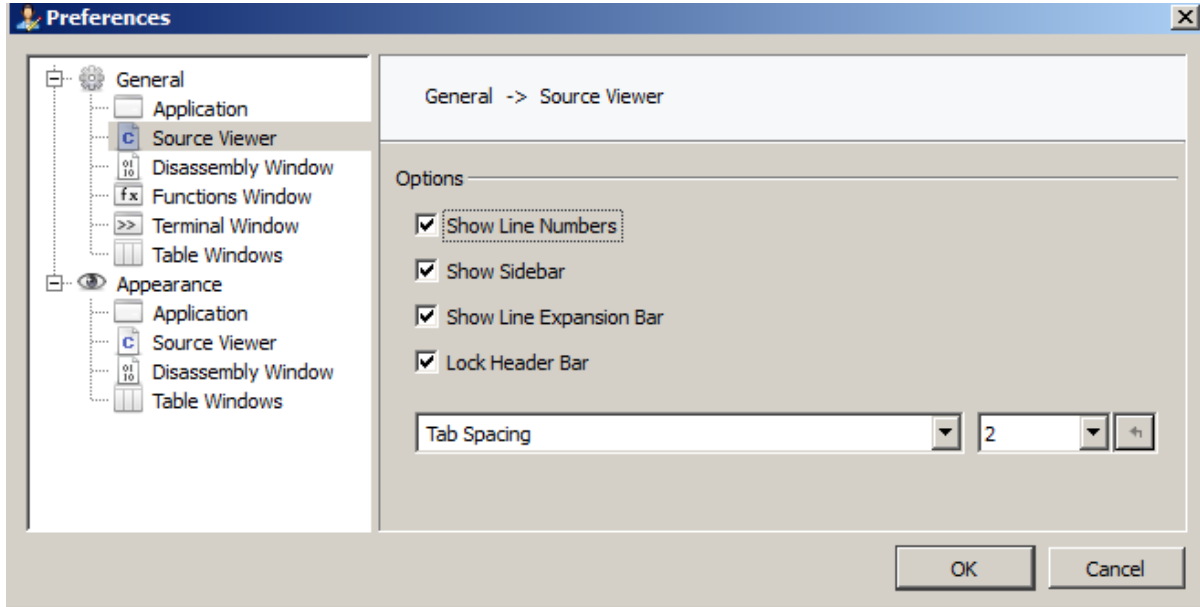 Preferences
General
Application
Source Viewer
Disassembly Window
Functions Window
Terminal Window
Table Windows
Appearance
Application
Source Viewer
Disassembly Window
Table Windows
General -> Source Viewer
Options
Show Line Numbers
Show Sidebar
Show Line Expansion Bar
Lock Header Bar
Tab Spacing 2
OK Cancel